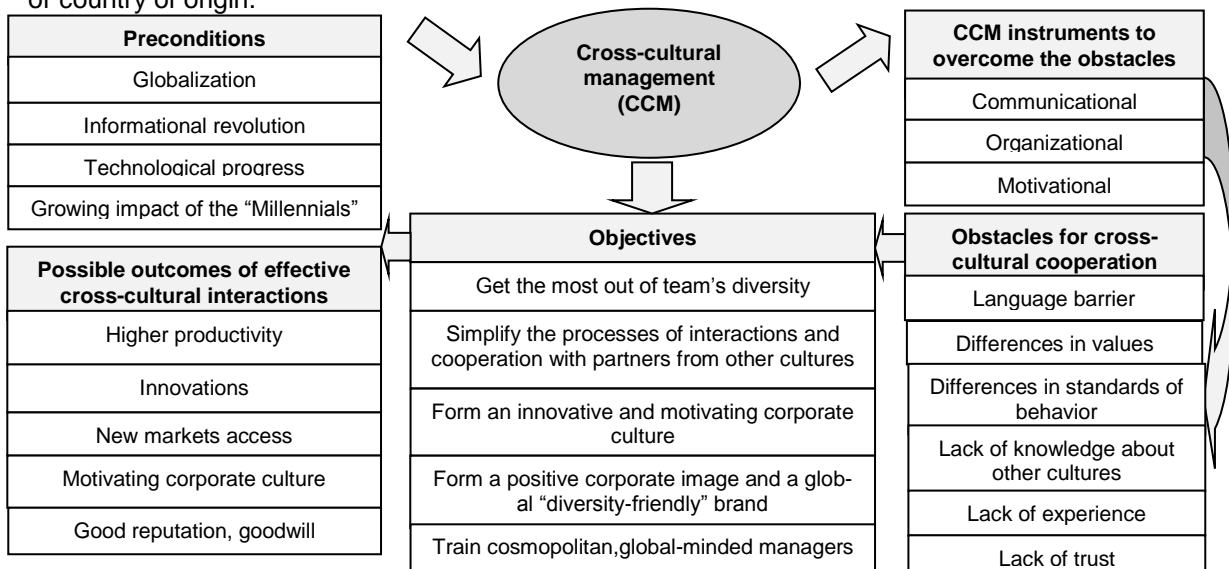 or country of origin.
Preconditions
Globalization
Informational revolution
Technological progress
Growing impact of the “Millennials”
Cross-cultural
management
(CCM)
CCM instruments to
overcome the obstacles
Communicational
Organizational
Motivational
Possible outcomes of effective
cross-cultural interactions
Higher productivity
Innovations
New markets access
Motivating corporate culture
Good reputation, goodwill
Objectives
Get the most out of team’s diversity
Simplify the processes of interactions and
cooperation with partners from other cultures
Form an innovative and motivating corporate
culture
Form a positive corporate image and a glob-
al “diversity-friendly” brand
Train cosmopolitan,global-minded managers
Obstacles for cross-
cultural cooperation
Language barrier
Differences in values
Differences in standards of
behavior
Lack of knowledge about
other cultures
Lack of experience
Lack of trust